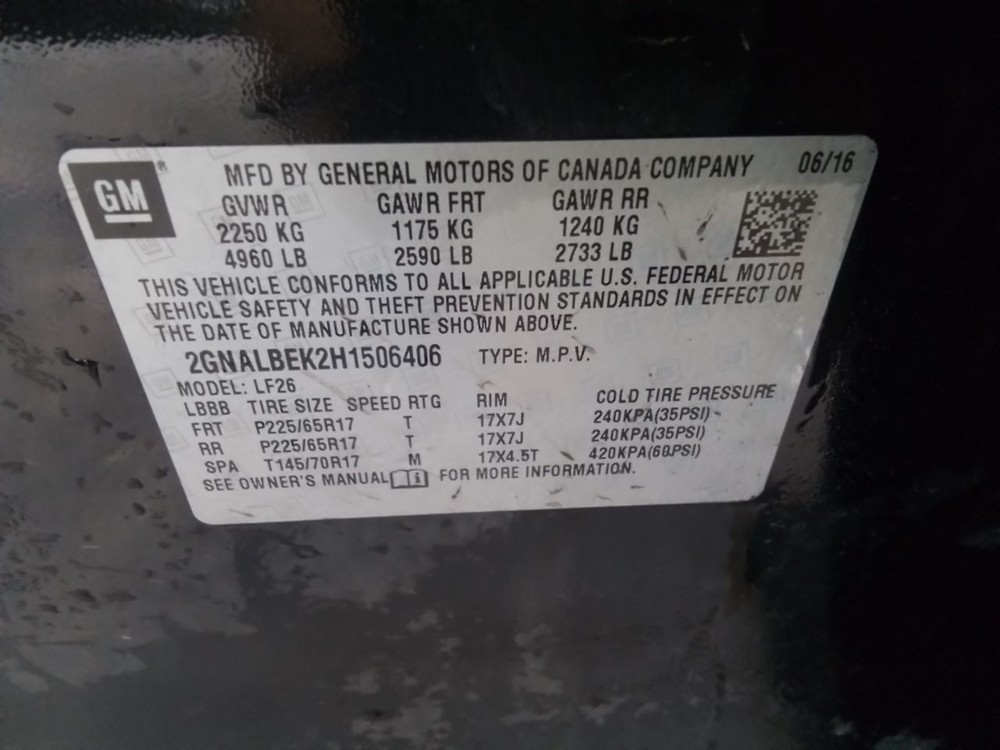 GM ® MFD BY GENERAL MOTORS OF CANADA COMPANY 06/16
GVWR GAWR FRT GAWR RR
2250 KG 1175 KG 1240 KG
4960 LB 2590 LB 2733 LB
THIS VEHICLE CONFORMS TO ALL APPLICABLE U.S. FEDERAL MOTOR
VEHICLE SAFETY AND THEFT PREVENTION STANDARDS IN EFFECT ON
THE DATE OF MANUFACTURE SHOWN ABOVE.
2GNALBEK2H1506406 TYPE: M.P.V.
MODEL: LF26
LBBB TIRE SIZE SPEED RTG RIM COLD TIRE PRESSURE
FRT P225/65R17 T 17X7J 240KPA(35PSI)
RR P225/65R17 T 17X7J 240KPA(35PSI)
SPA T145/70R17 M 17X4.5T 420KPA(60PSI)
SEE OWNER'S MANUAL i FOR MORE INFORMATION.